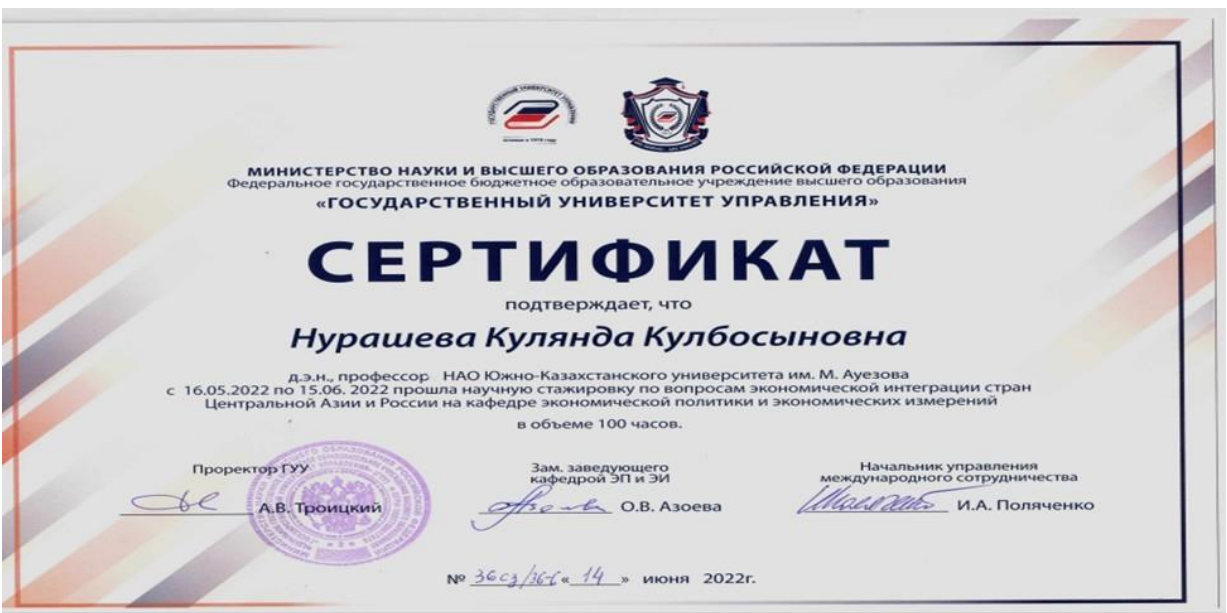 ГОСУДАРСТВЕННЫЙ УНИВЕРСИТЕТ УПРАВЛЕНИЯ
МИНИСТЕРСТВО НАУКИ И ВЫСШЕГО ОБРАЗОВАНИЯ РОССИЙСКОЙ ФЕДЕРАЦИИ
Федеральное государственное бюджетное образовательное учреждение высшего образования
«ГОСУДАРСТВЕННЫЙ УНИВЕРСИТЕТ УПРАВЛЕНИЯ»
СЕРТИФИКАТ
подтверждает, что
Нурашева Кулянда Кулбосыновна
д.э.н., профессор НАО Южно-Казахстанского университета им. М. Ауезова
с 16.05.2022 по 15.06. 2022 прошла научную стажировку по вопросам экономической интеграции стран
Центральной Азии и России на кафедре экономической политики и экономических измерений
в объеме 100 часов.
Проректор ГУУ
А.В. Троицкий
Зам. заведующего
кафедрой ЭП и ЭИ
О.В. Азоева
Начальник управления
международного сотрудничества
И.А. Поляченко
№ «14» июня 2022г.